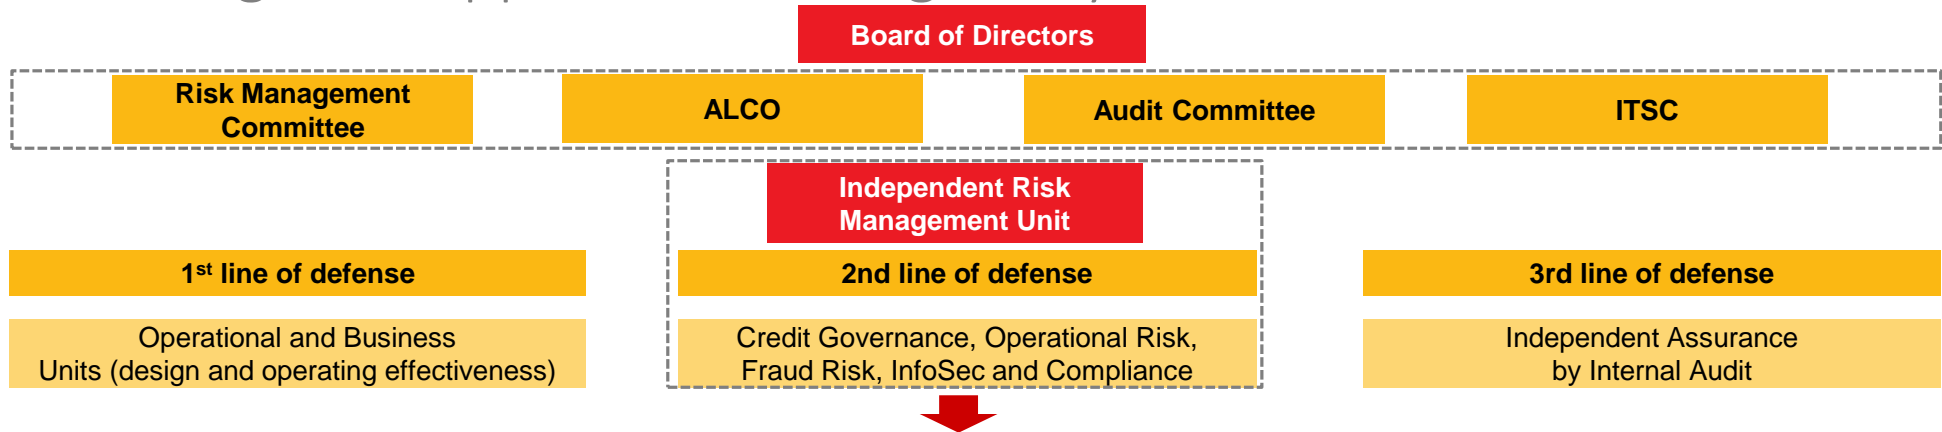 Board of Directors
Risk Management
Committee
ALCO
Audit Committee
ITSC
Independent Risk
Management Unit
1st line of defense
2nd line of defense
3rd line of defense
Operational and Business
Units (design and operating effectiveness)
Credit Governance, Operational Risk,
Fraud Risk, InfoSec and Compliance
Independent Assurance
by Internal Audit